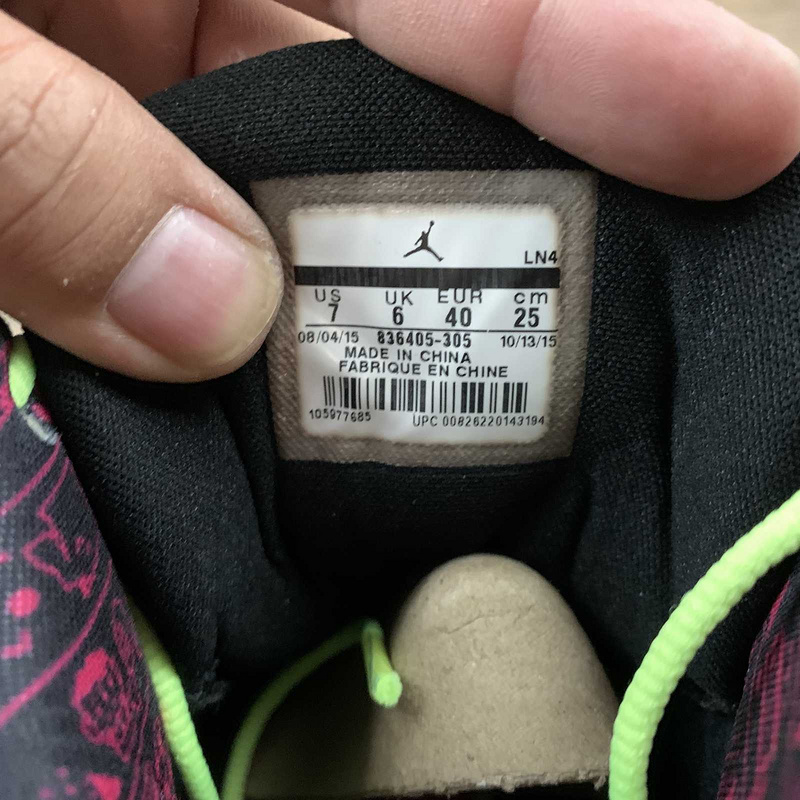 LN4
US UK EUR cm
7 6 40 25
08/04/15 836405-305 10/13/15
MADE IN CHINA
FABRIQUE EN CHINE
105977685 UPC 00826220143194